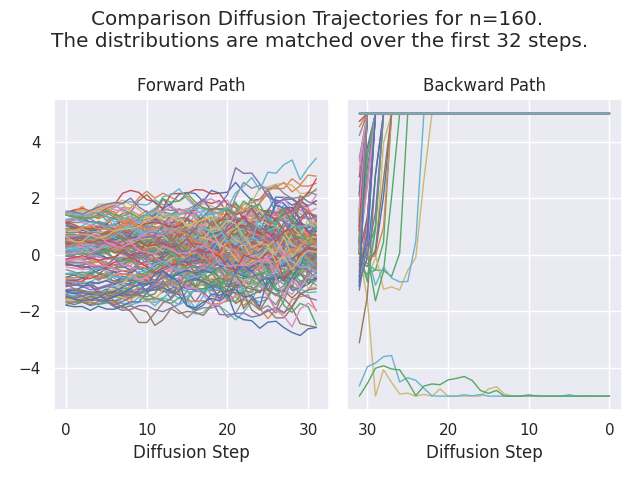 Comparison Diffusion Trajectories for n=160.
The distributions are matched over the first 32 steps.
Forward Path
Backward Path
4
2
0
−2
−4
0
10
20
30
30
20
10
0
Diffusion Step
Diffusion Step